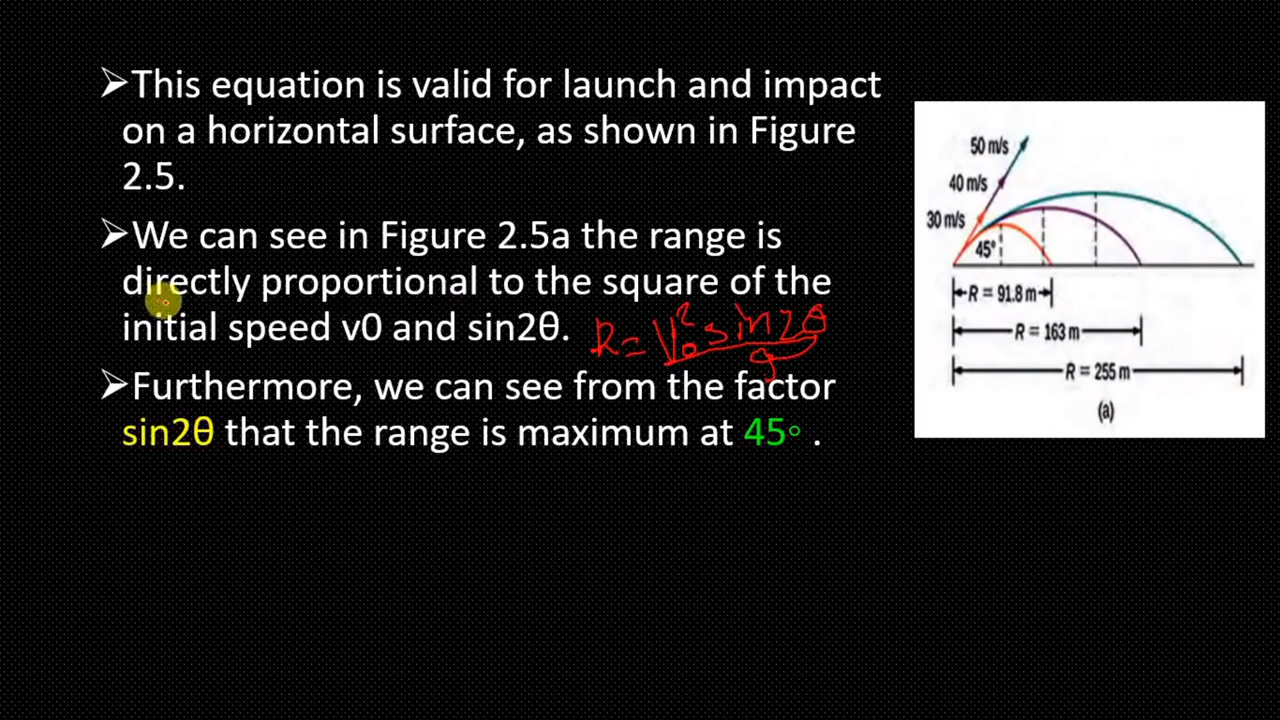 ➢This equation is valid for launch and impact
on a horizontal surface, as shown in Figure
2.5.
➢We can see in Figure 2.5a the range is
directly proportional to the square of the
initial speed v0 and sin2θ.
R = v₀² sin2θ
g
➢Furthermore, we can see from the factor
sin2θ that the range is maximum at 45∘ .
50 m/s
40 m/s
30 m/s
45°
R = 91.8 m
R = 163 m
R = 255 m
(a)